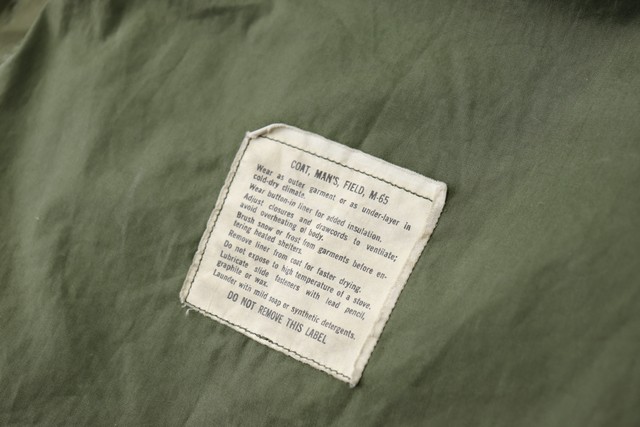 COAT, MAN'S, FIELD, M-65
Wear as outer garment or as under-layer in
cold-dry climate.
Wear button-in liner for added insulation.
Adjust closures and drawcords to ventilate;
avoid overheating of body.
Brush snow or frost from garments before en-
tering heated shelters.
Remove liner from coat for faster drying.
Do not expose to high temperature of a stove.
Lubricate slide fasteners with lead pencil,
graphite or wax.
Launder with mild soap or synthetic detergents.
DO NOT REMOVE THIS LABEL